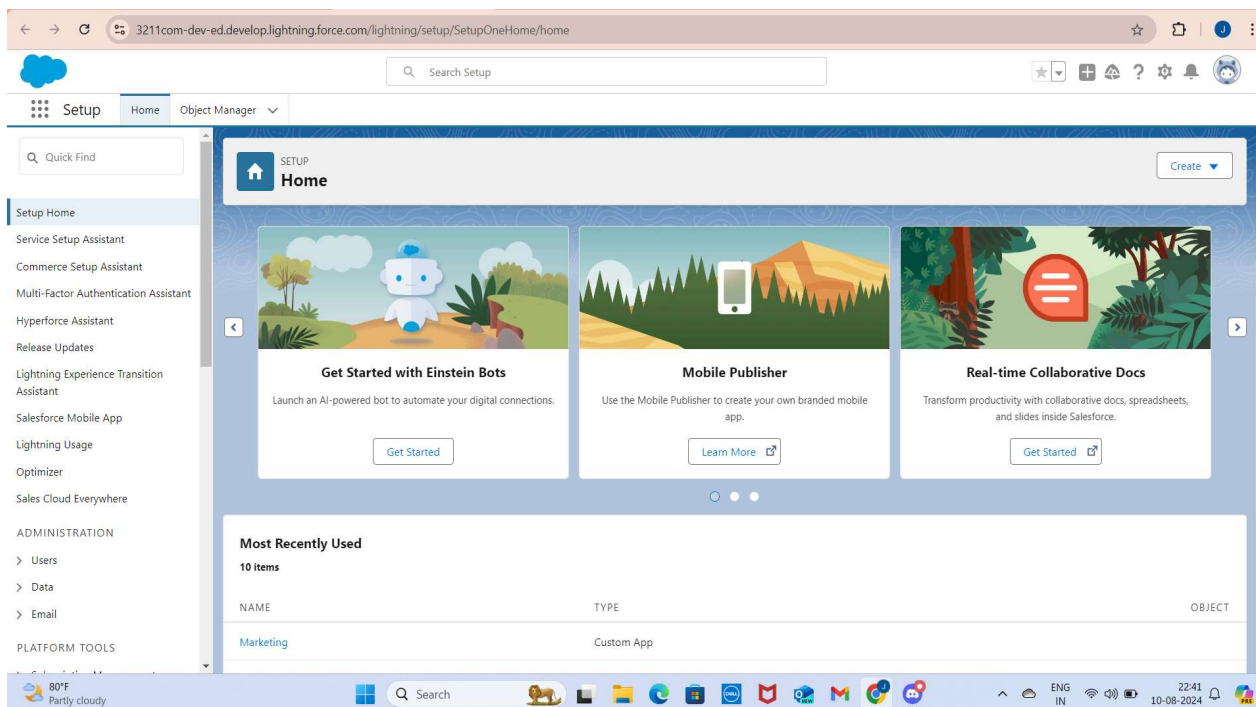 3211com-dev-ed.develop.lightning.force.com/lightning/setup/SetupOneHome/home
J
Search Setup
Setup
Home
Object Manager
Quick Find
SETUP
Home
Create
Setup Home
Service Setup Assistant
Commerce Setup Assistant
Multi-Factor Authentication Assistant
Hyperforce Assistant
Release Updates
Lightning Experience Transition
Assistant
Salesforce Mobile App
Lightning Usage
Optimizer
Sales Cloud Everywhere
ADMINISTRATION
Users
Data
Email
PLATFORM TOOLS
Get Started with Einstein Bots
Launch an AI-powered bot to automate your digital connections.
Get Started
Mobile Publisher
Use the Mobile Publisher to create your own branded mobile
app.
Learn More
Real-time Collaborative Docs
Transform productivity with collaborative docs, spreadsheets,
and slides inside Salesforce.
Get Started
Most Recently Used
10 items
NAME TYPE OBJECT
Marketing Custom App
80°F
Partly cloudy
Search
DELL
NEW
ENG
IN
22:41
10-08-2024
PRE